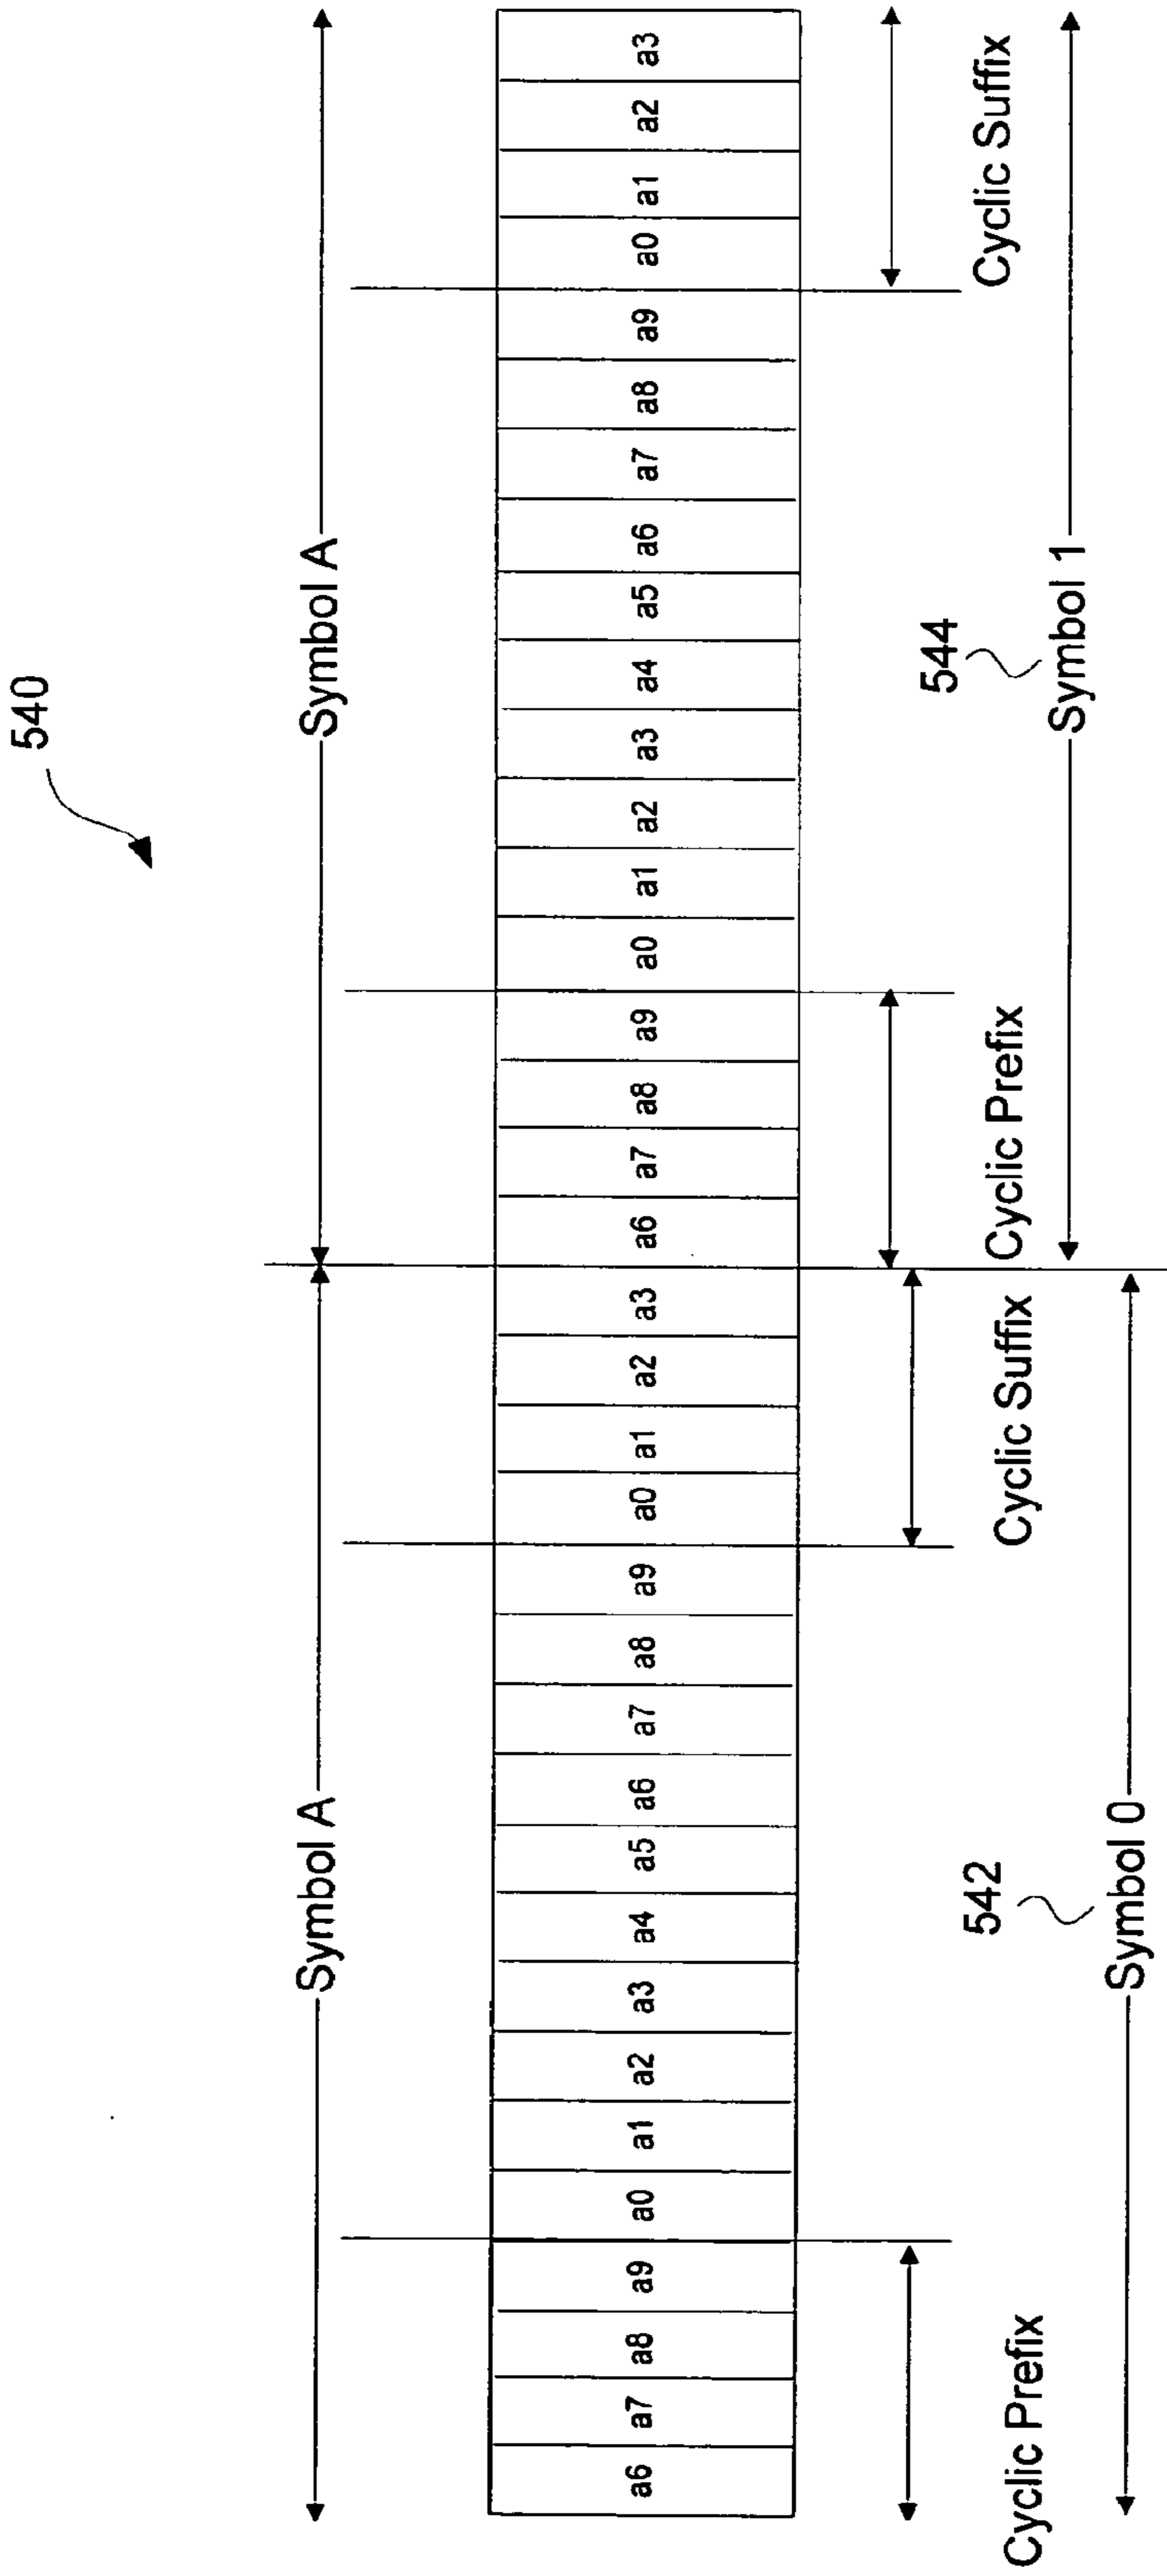 540
Symbol A
Symbol A
a6 a7 a8 a9 a0 a1 a2 a3 a4 a5 a6 a7 a8 a9 a0 a1 a2 a3 a6 a7 a8 a9 a0 a1 a2 a3 a4 a5 a6 a7 a8 a9 a0 a1 a2 a3
Cyclic Prefix
Cyclic Suffix
Cyclic Prefix
Cyclic Suffix
542
Symbol 0
544
Symbol 1